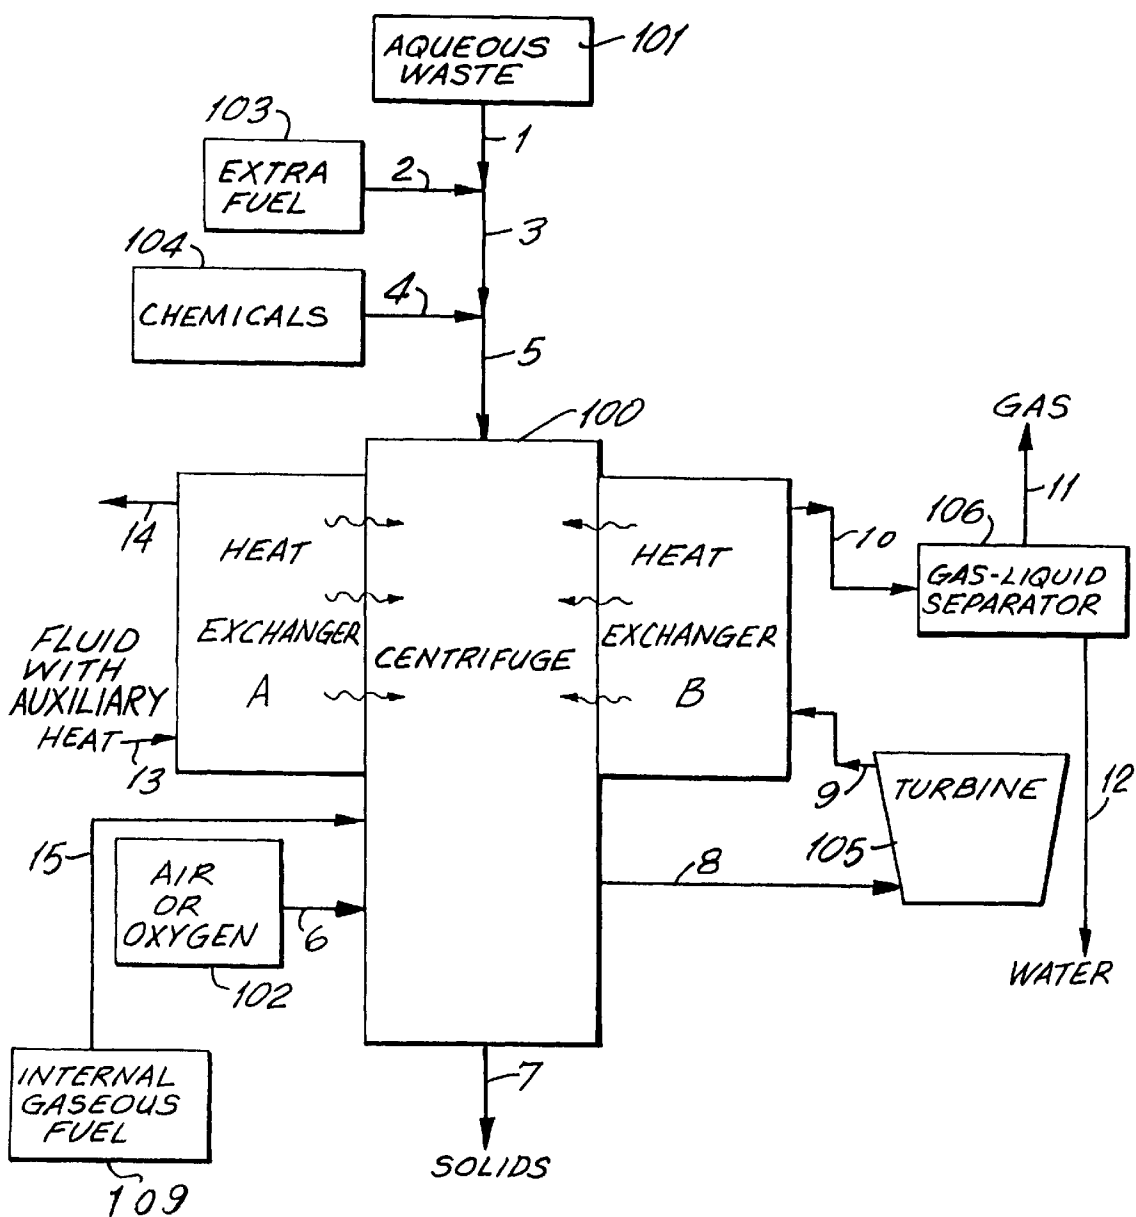 AQUEOUS
WASTE
101
1
103
EXTRA
FUEL
2
3
104
CHEMICALS
4
5
100
GAS
11
14
HEAT
EXCHANGER
A
CENTRIFUGE
HEAT
EXCHANGER
B
10
106
GAS-LIQUID
SEPARATOR
FLUID
WITH
AUXILIARY
HEAT
13
9
TURBINE
105
12
15
AIR
OR
OXYGEN
102
6
8
WATER
INTERNAL
GASEOUS
FUEL
109
7
SOLIDS